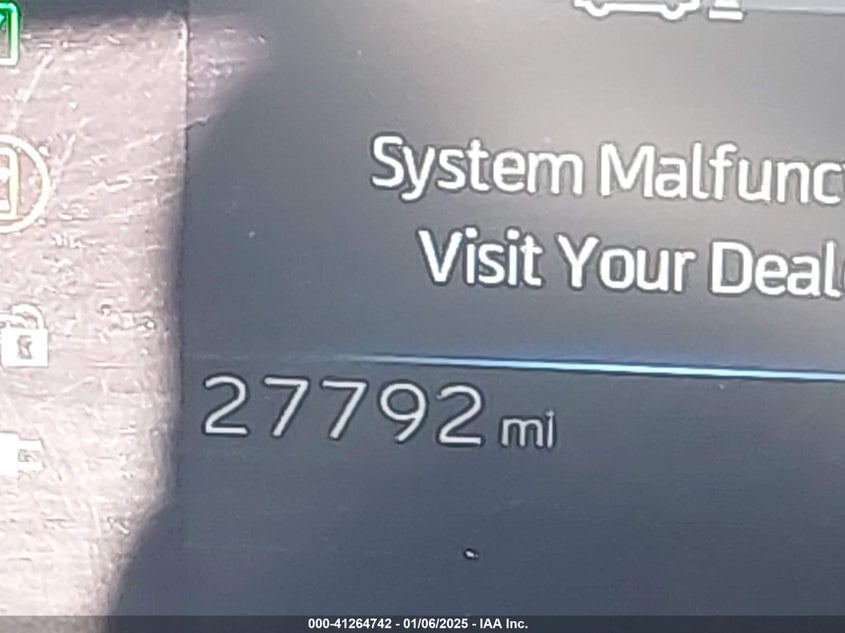 System Malfunc
Visit Your Deal
27792 mi
000-41264742 - 01/06/2025 - IAA Inc.